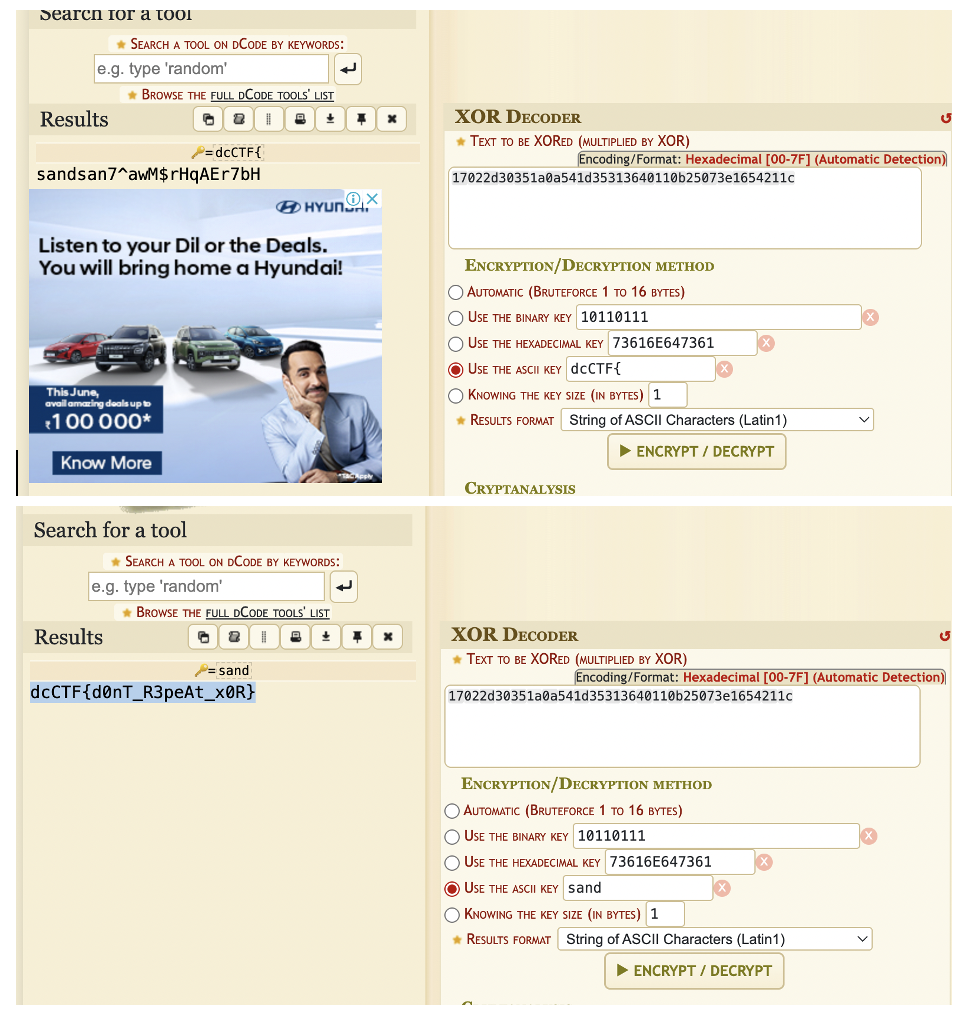 Search for a tool
★ SEARCH A TOOL ON DCODE BY KEYWORDS:
e.g. type 'random'
★ BROWSE THE FULL DCODE TOOLS' LIST
Results
=dcCTF{
sandsan7^awM$rHqAEr7bH
HYUNDAI
Listen to your Dil or the Deals.
You will bring home a Hyundai!
This June,
avail amazing deals up to
₹100 000*
Know More
*T&C Apply
XOR DECODER
★ TEXT TO BE XORED (MULTIPLIED BY XOR)
Encoding/Format: Hexadecimal [00-7F] (Automatic Detection)
17022d30351a0a541d35313640110b25073e1654211c
ENCRYPTION/DECRYPTION METHOD
AUTOMATIC (BRUTEFORCE 1 TO 16 BYTES)
USE THE BINARY KEY 10110111 X
USE THE HEXADECIMAL KEY 73616E647361 X
USE THE ASCII KEY dcCTF{ X
KNOWING THE KEY SIZE (IN BYTES) 1
★ RESULTS FORMAT String of ASCII Characters (Latin1)
▶ ENCRYPT / DECRYPT
CRYPTANALYSIS
Search for a tool
★ SEARCH A TOOL ON DCODE BY KEYWORDS:
e.g. type 'random'
★ BROWSE THE FULL DCODE TOOLS' LIST
Results
=sand
dcCTF{d0nT_R3peAt_x0R}
XOR DECODER
★ TEXT TO BE XORED (MULTIPLIED BY XOR)
Encoding/Format: Hexadecimal [00-7F] (Automatic Detection)
17022d30351a0a541d35313640110b25073e1654211c
ENCRYPTION/DECRYPTION METHOD
AUTOMATIC (BRUTEFORCE 1 TO 16 BYTES)
USE THE BINARY KEY 10110111 X
USE THE HEXADECIMAL KEY 73616E647361 X
USE THE ASCII KEY sand X
KNOWING THE KEY SIZE (IN BYTES) 1
★ RESULTS FORMAT String of ASCII Characters (Latin1)
▶ ENCRYPT / DECRYPT